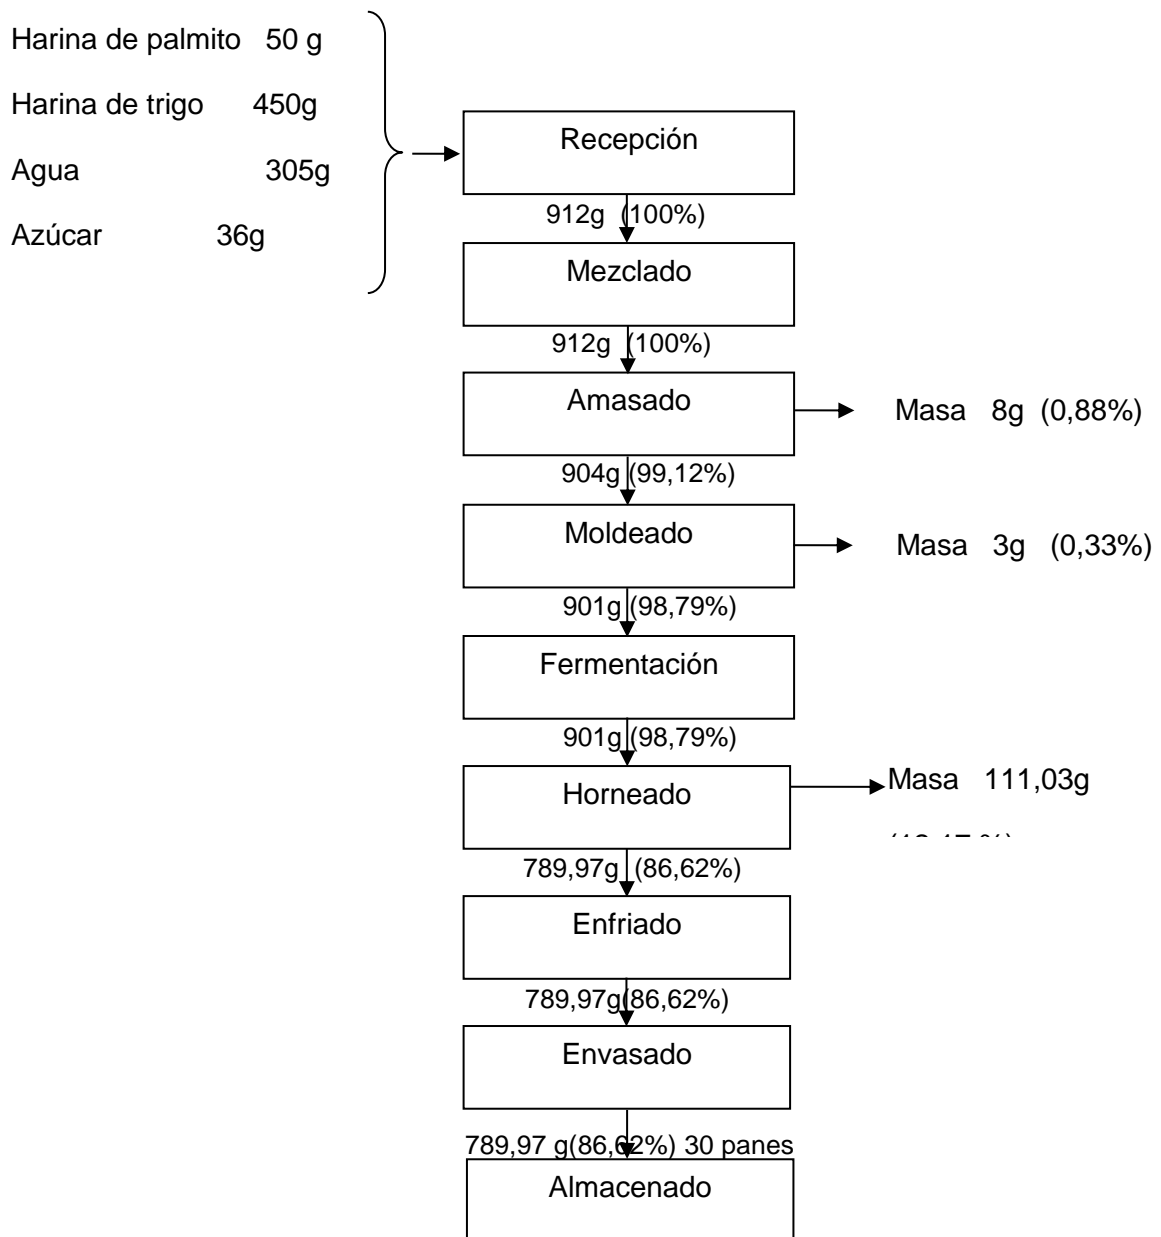 Harina de palmito 50 g
Harina de trigo 450g
Agua 305g
Azúcar 36g
Recepción
912g (100%)
Mezclado
912g (100%)
Amasado
Masa 8g (0,88%)
904g (99,12%)
Moldeado
Masa 3g (0,33%)
901g (98,79%)
Fermentación
901g (98,79%)
Horneado
Masa 111,03g
789,97g (86,62%)
Enfriado
789,97g(86,62%)
Envasado
789,97 g(86,62%) 30 panes
Almacenado